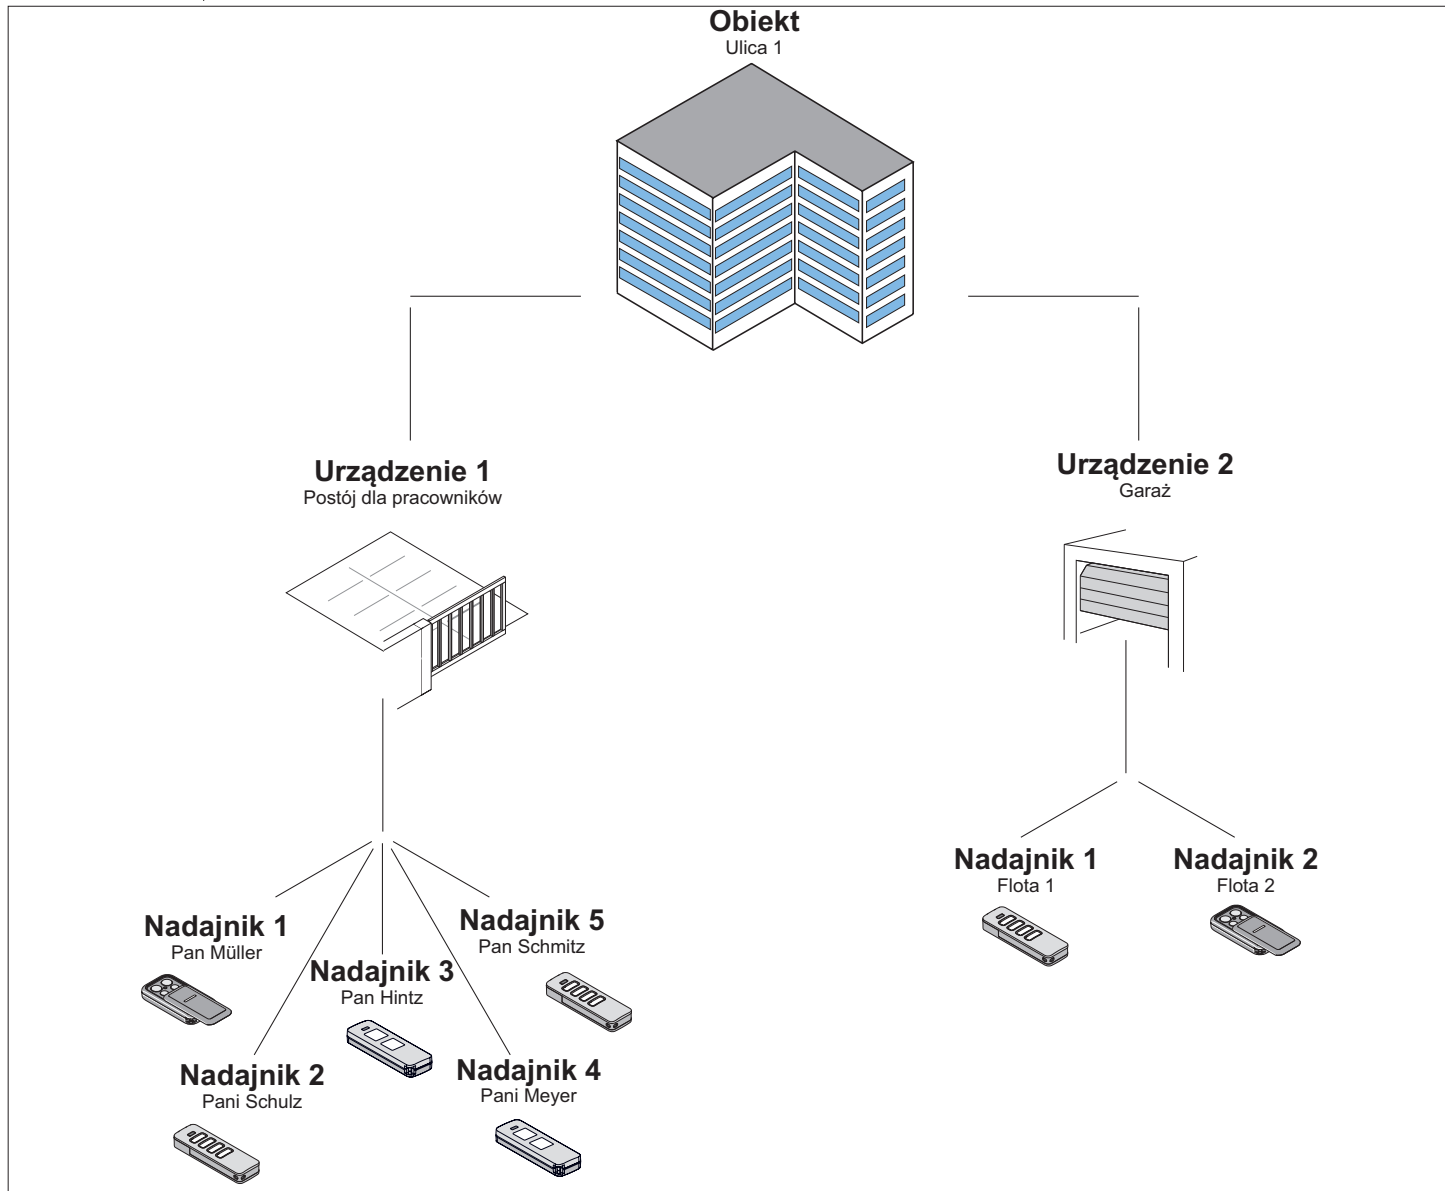 Obiekt
Ulica 1
Urządzenie 1
Postój dla pracowników
Urządzenie 2
Garaż
Nadajnik 1
Pan Müller
Nadajnik 2
Pani Schulz
Nadajnik 3
Pan Hintz
Nadajnik 4
Pani Meyer
Nadajnik 5
Pan Schmitz
Nadajnik 1
Flota 1
Nadajnik 2
Flota 2